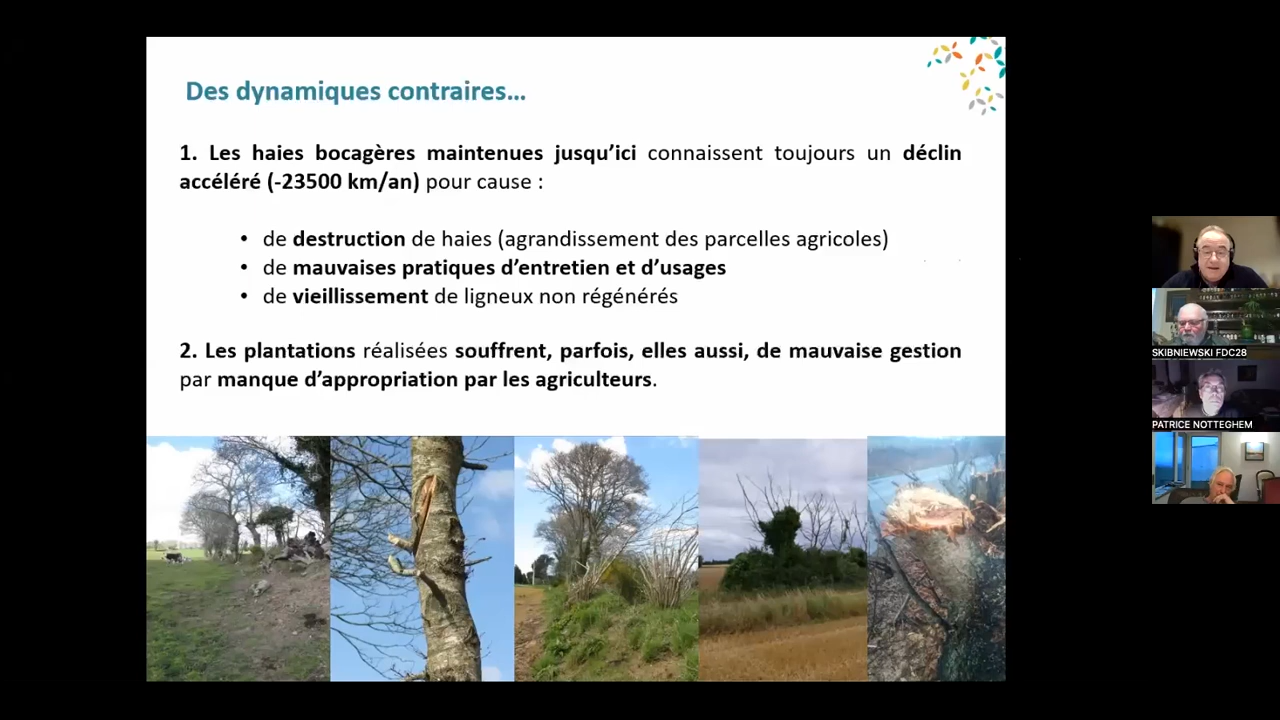 Des dynamiques contraires…
1. Les haies bocagères maintenues jusqu’ici connaissent toujours un déclin
accéléré (-23500 km/an) pour cause :
• de destruction de haies (agrandissement des parcelles agricoles)
• de mauvaises pratiques d’entretien et d’usages
• de vieillissement de ligneux non régénérés
2. Les plantations réalisées souffrent, parfois, elles aussi, de mauvaise gestion
par manque d’appropriation par les agriculteurs.
SKIBNIEWSKI FDC28
PATRICE NOTTEGHEM